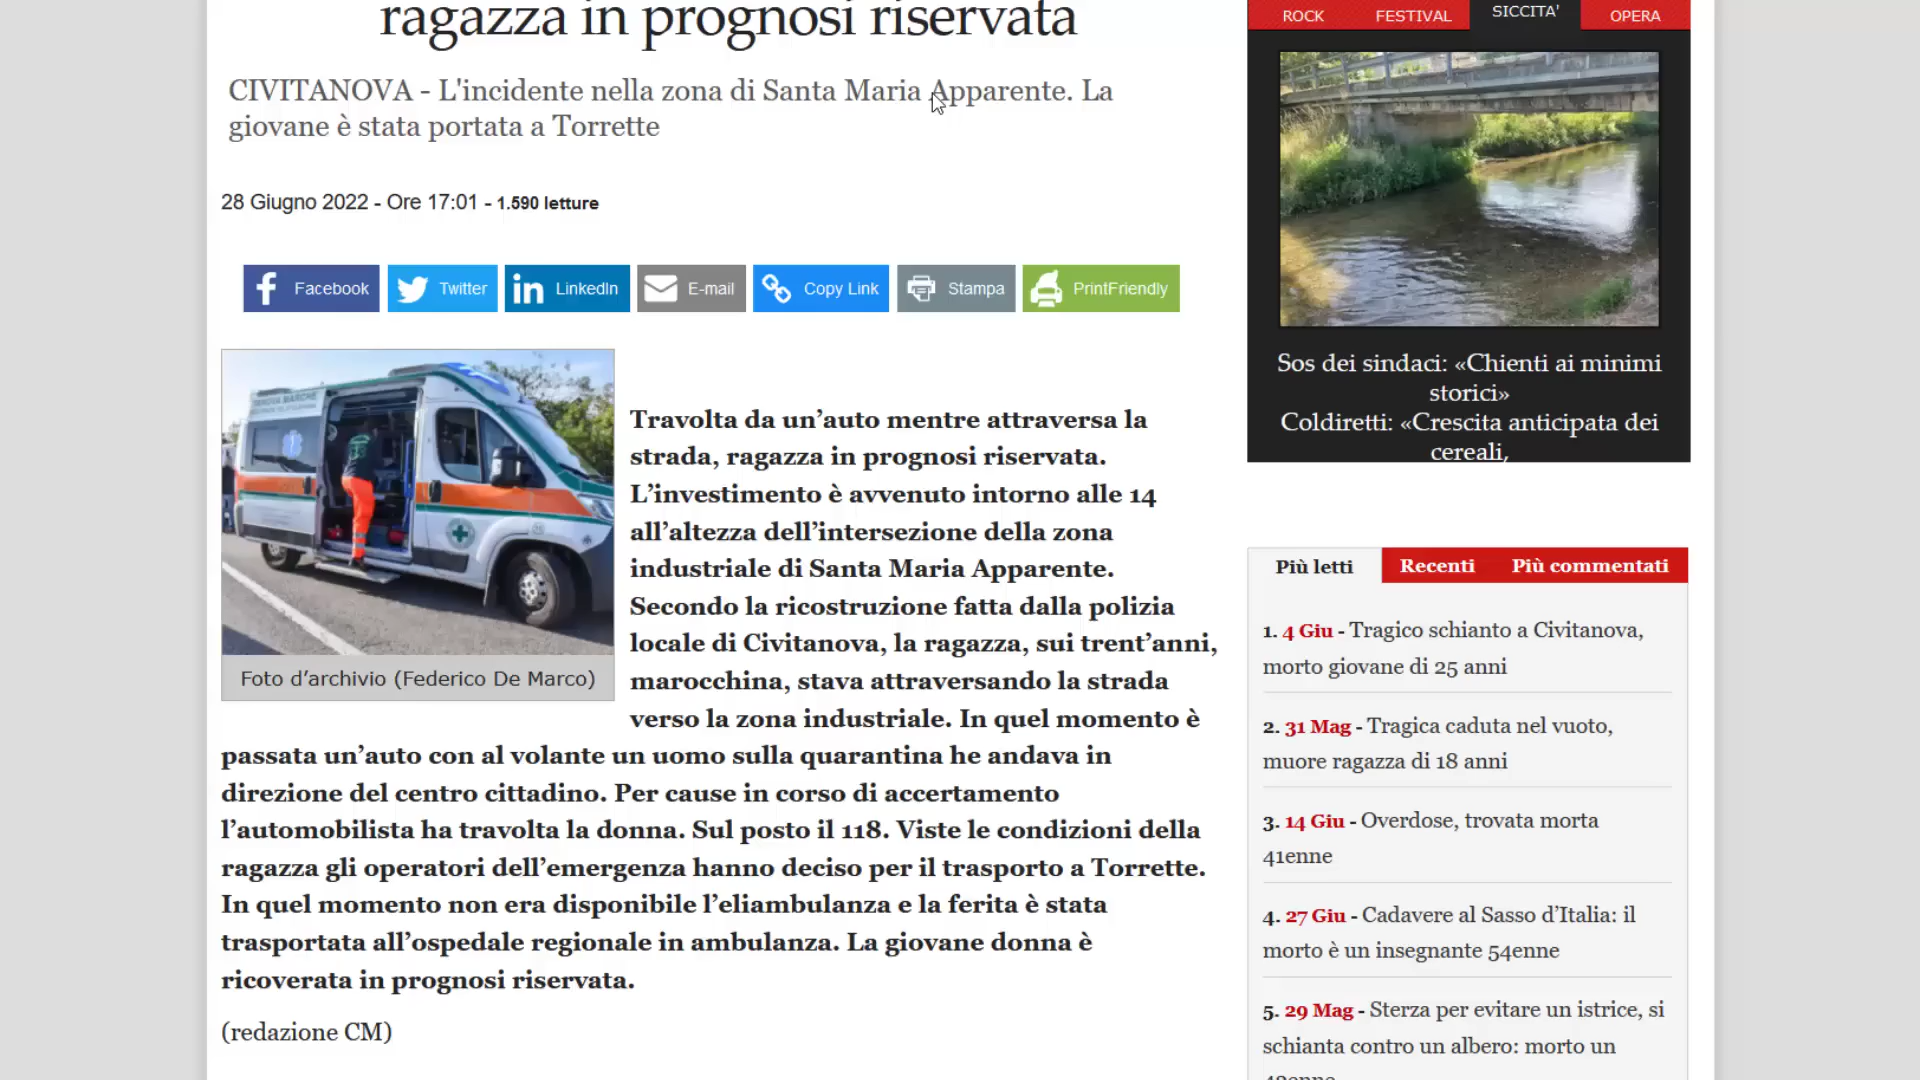 ragazza in prognosi riservata
CIVITANOVA - L'incidente nella zona di Santa Maria Apparente. La
giovane è stata portata a Torrette
28 Giugno 2022 - Ore 17:01 - 1.590 letture
Facebook
Twitter
LinkedIn
E-mail
Copy Link
Stampa
PrintFriendly
Foto d’archivio (Federico De Marco)
Travolta da un’auto mentre attraversa la
strada, ragazza in prognosi riservata.
L’investimento è avvenuto intorno alle 14
all’altezza dell’intersezione della zona
industriale di Santa Maria Apparente.
Secondo la ricostruzione fatta dalla polizia
locale di Civitanova, la ragazza, sui trent’anni,
marocchina, stava attraversando la strada
verso la zona industriale. In quel momento è
passata un’auto con al volante un uomo sulla quarantina he andava in
direzione del centro cittadino. Per cause in corso di accertamento
l’automobilista ha travolta la donna. Sul posto il 118. Viste le condizioni della
ragazza gli operatori dell’emergenza hanno deciso per il trasporto a Torrette.
In quel momento non era disponibile l’eliambulanza e la ferita è stata
trasportata all’ospedale regionale in ambulanza. La giovane donna è
ricoverata in prognosi riservata.
(redazione CM)
ROCK
FESTIVAL
SICCITA'
OPERA
Sos dei sindaci: «Chienti ai minimi
storici»
Coldiretti: «Crescita anticipata dei
cereali,
Più letti
Recenti
Più commentati
1. 4 Giu - Tragico schianto a Civitanova,
morto giovane di 25 anni
2. 31 Mag - Tragica caduta nel vuoto,
muore ragazza di 18 anni
3. 14 Giu - Overdose, trovata morta
41enne
4. 27 Giu - Cadavere al Sasso d’Italia: il
morto è un insegnante 54enne
5. 29 Mag - Sterza per evitare un istrice, si
schianta contro un albero: morto un